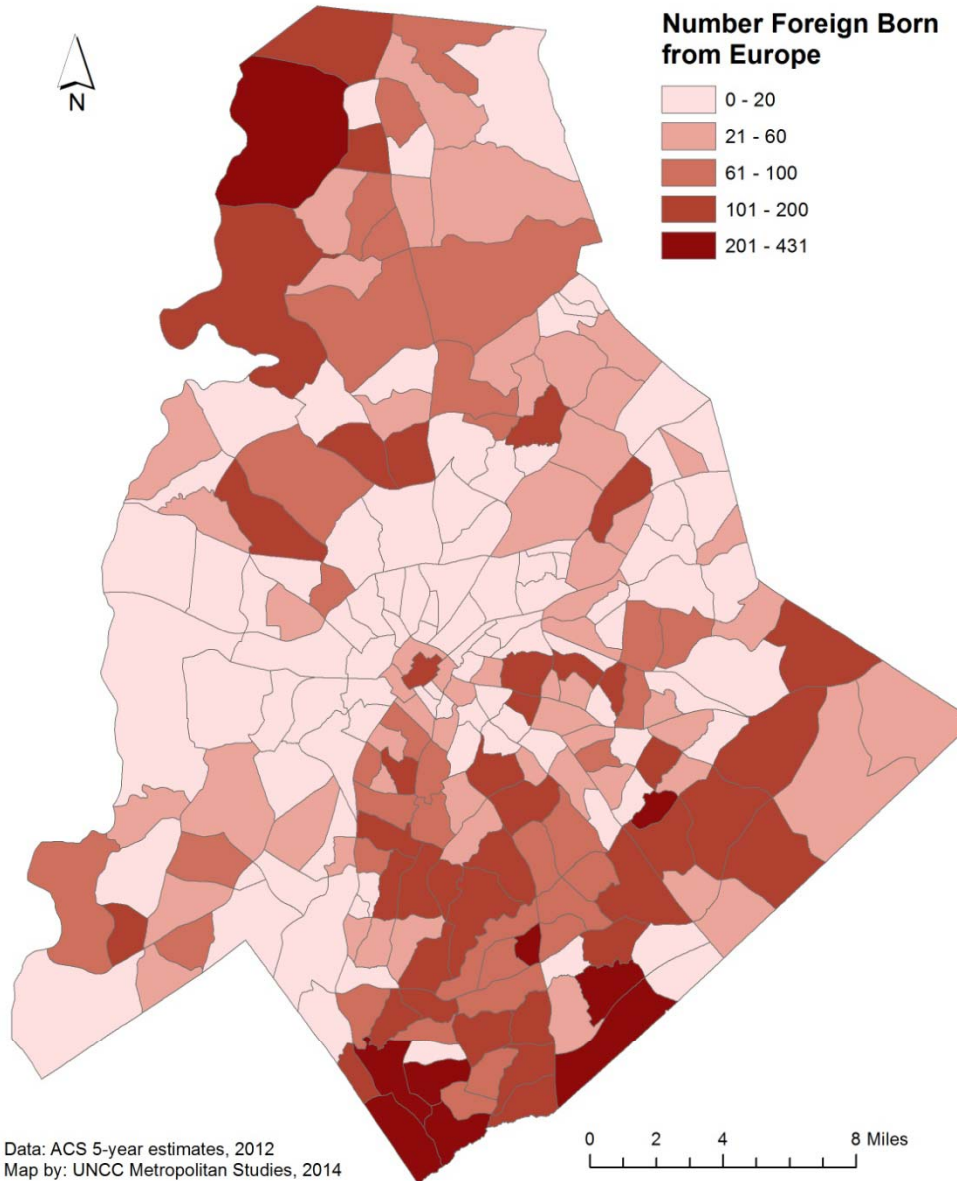 Number Foreign Born
from Europe
N
0 - 20
21 - 60
61 - 100
101 - 200
201 - 431
0 2 4 8 Miles
Data: ACS 5-year estimates, 2012
Map by: UNCC Metropolitan Studies, 2014